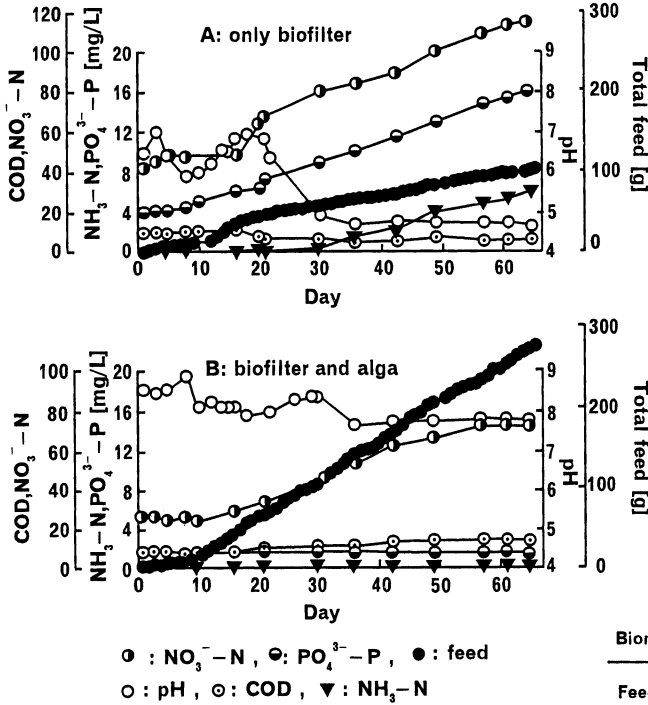 A: only biofilter
COD,NO₃⁻–N
NH₃–N,PO₄³⁻–P [mg/L]
120
100
80
60
40
20
0
20
16
12
8
4
0
9
8
7
6
5
4
pH
300
200
100
0
Total feed [g]
0 10 20 30 40 50 60
Day
B: biofilter and alga
COD,NO₃⁻–N
NH₃–N,PO₄³⁻–P [mg/L]
100
80
60
40
20
0
20
16
12
8
4
0
9
8
7
6
5
4
pH
300
200
100
0
Total feed [g]
0 10 20 30 40 50 60
Day
◑ : NO₃⁻–N , ◒: PO₄³⁻–P , ●: feed
○ : pH , ⊙: COD , ▼: NH₃–N